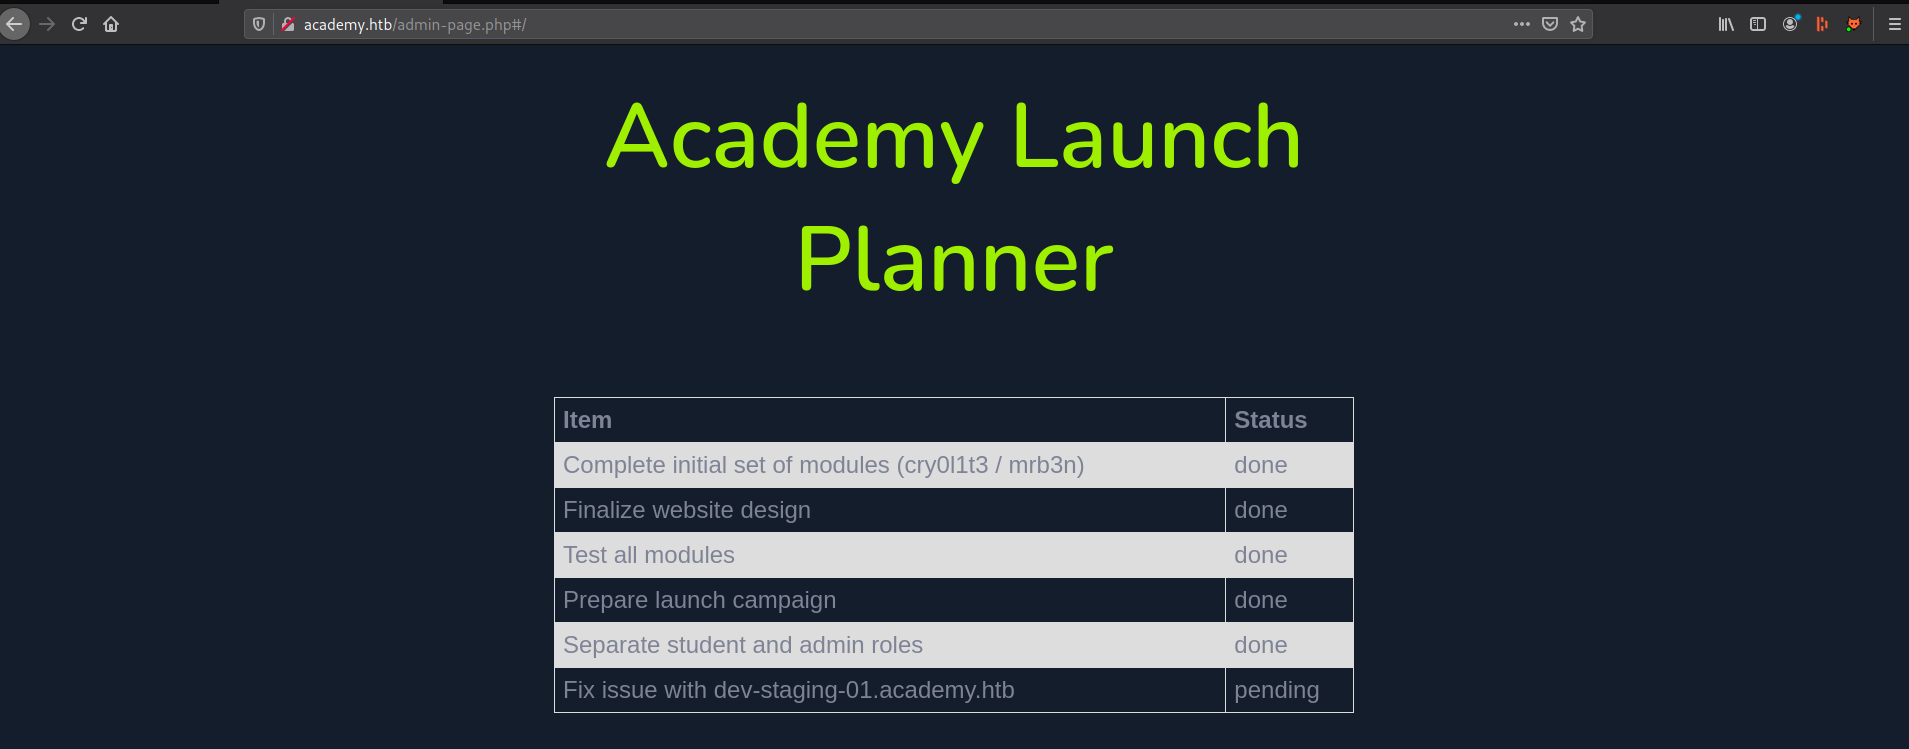 academy.htb/admin-page.php#/
Academy Launch
Planner
Item Status
Complete initial set of modules (cry0l1t3 / mrb3n) done
Finalize website design done
Test all modules done
Prepare launch campaign done
Separate student and admin roles done
Fix issue with dev-staging-01.academy.htb pending